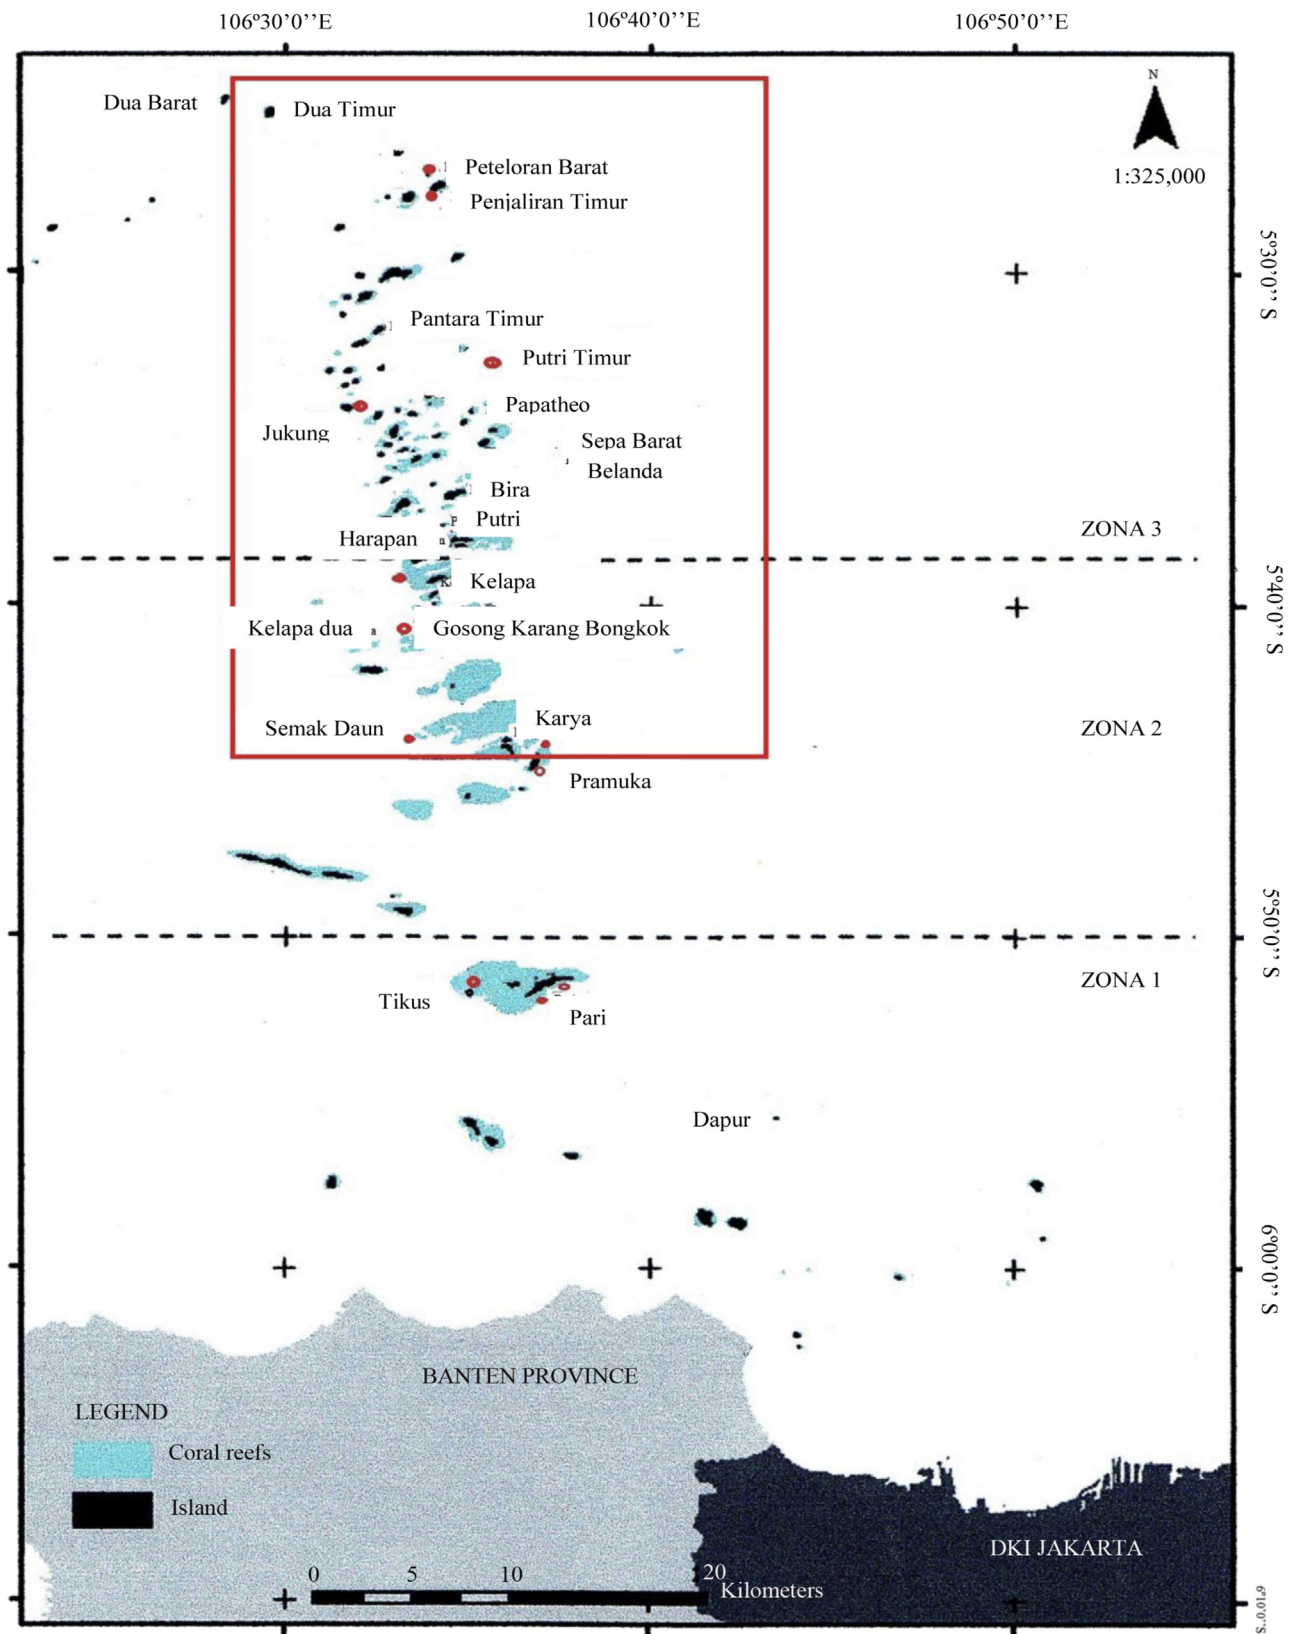 106º30’0’’E
106º40’0’’E
106º50’0’’E
Dua Barat
Dua Timur
N
1:325,000
Peteloran Barat
Penjaliran Timur
5º30’0’’ S
Pantara Timur
Putri Timur
Papatheo
Jukung
Sepa Barat
Belanda
Bira
Putri
Harapan
ZONA 3
Kelapa
5º40’0’’ S
Kelapa dua
Gosong Karang Bongkok
Karya
Semak Daun
ZONA 2
Pramuka
5º50’0’’ S
ZONA 1
Tikus
Pari
Dapur
6º00’0’’ S
BANTEN PROVINCE
LEGEND
Coral reefs
Island
DKI JAKARTA
0 5 10 20
Kilometers
6º10’0’’S